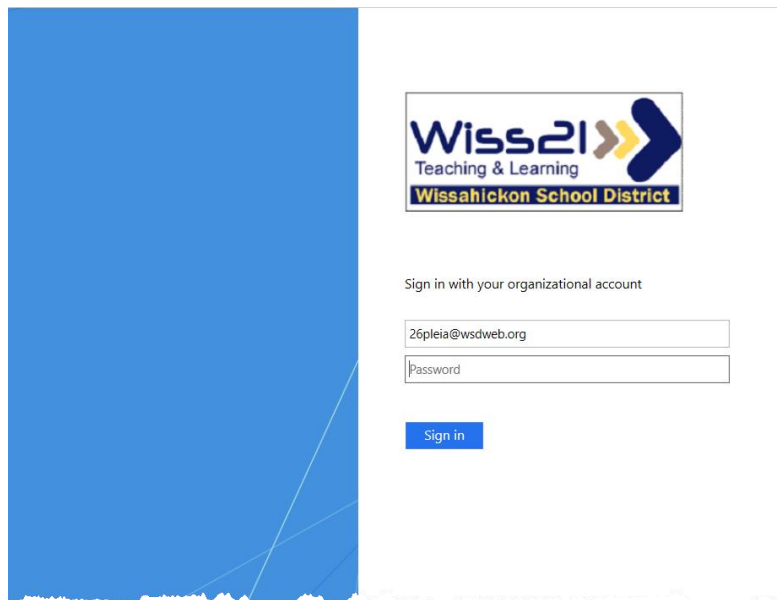 Wiss21
Teaching & Learning
Wissahickon School District
Sign in with your organizational account
26pleia@wsdweb.org
Password
Sign in